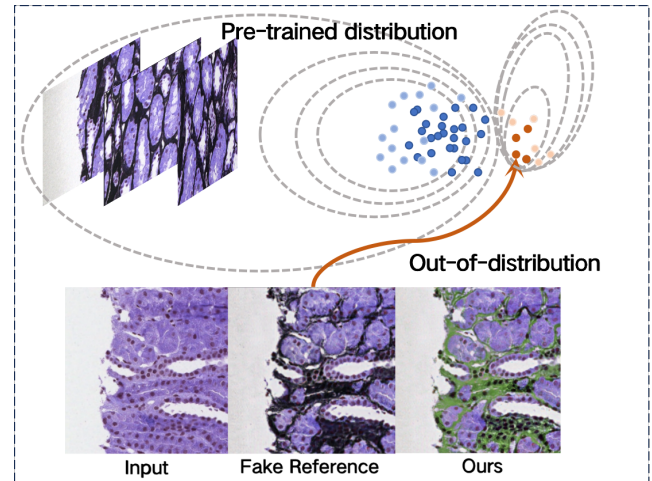 Pre-trained distribution
Out-of-distribution
Input
Fake Reference
Ours